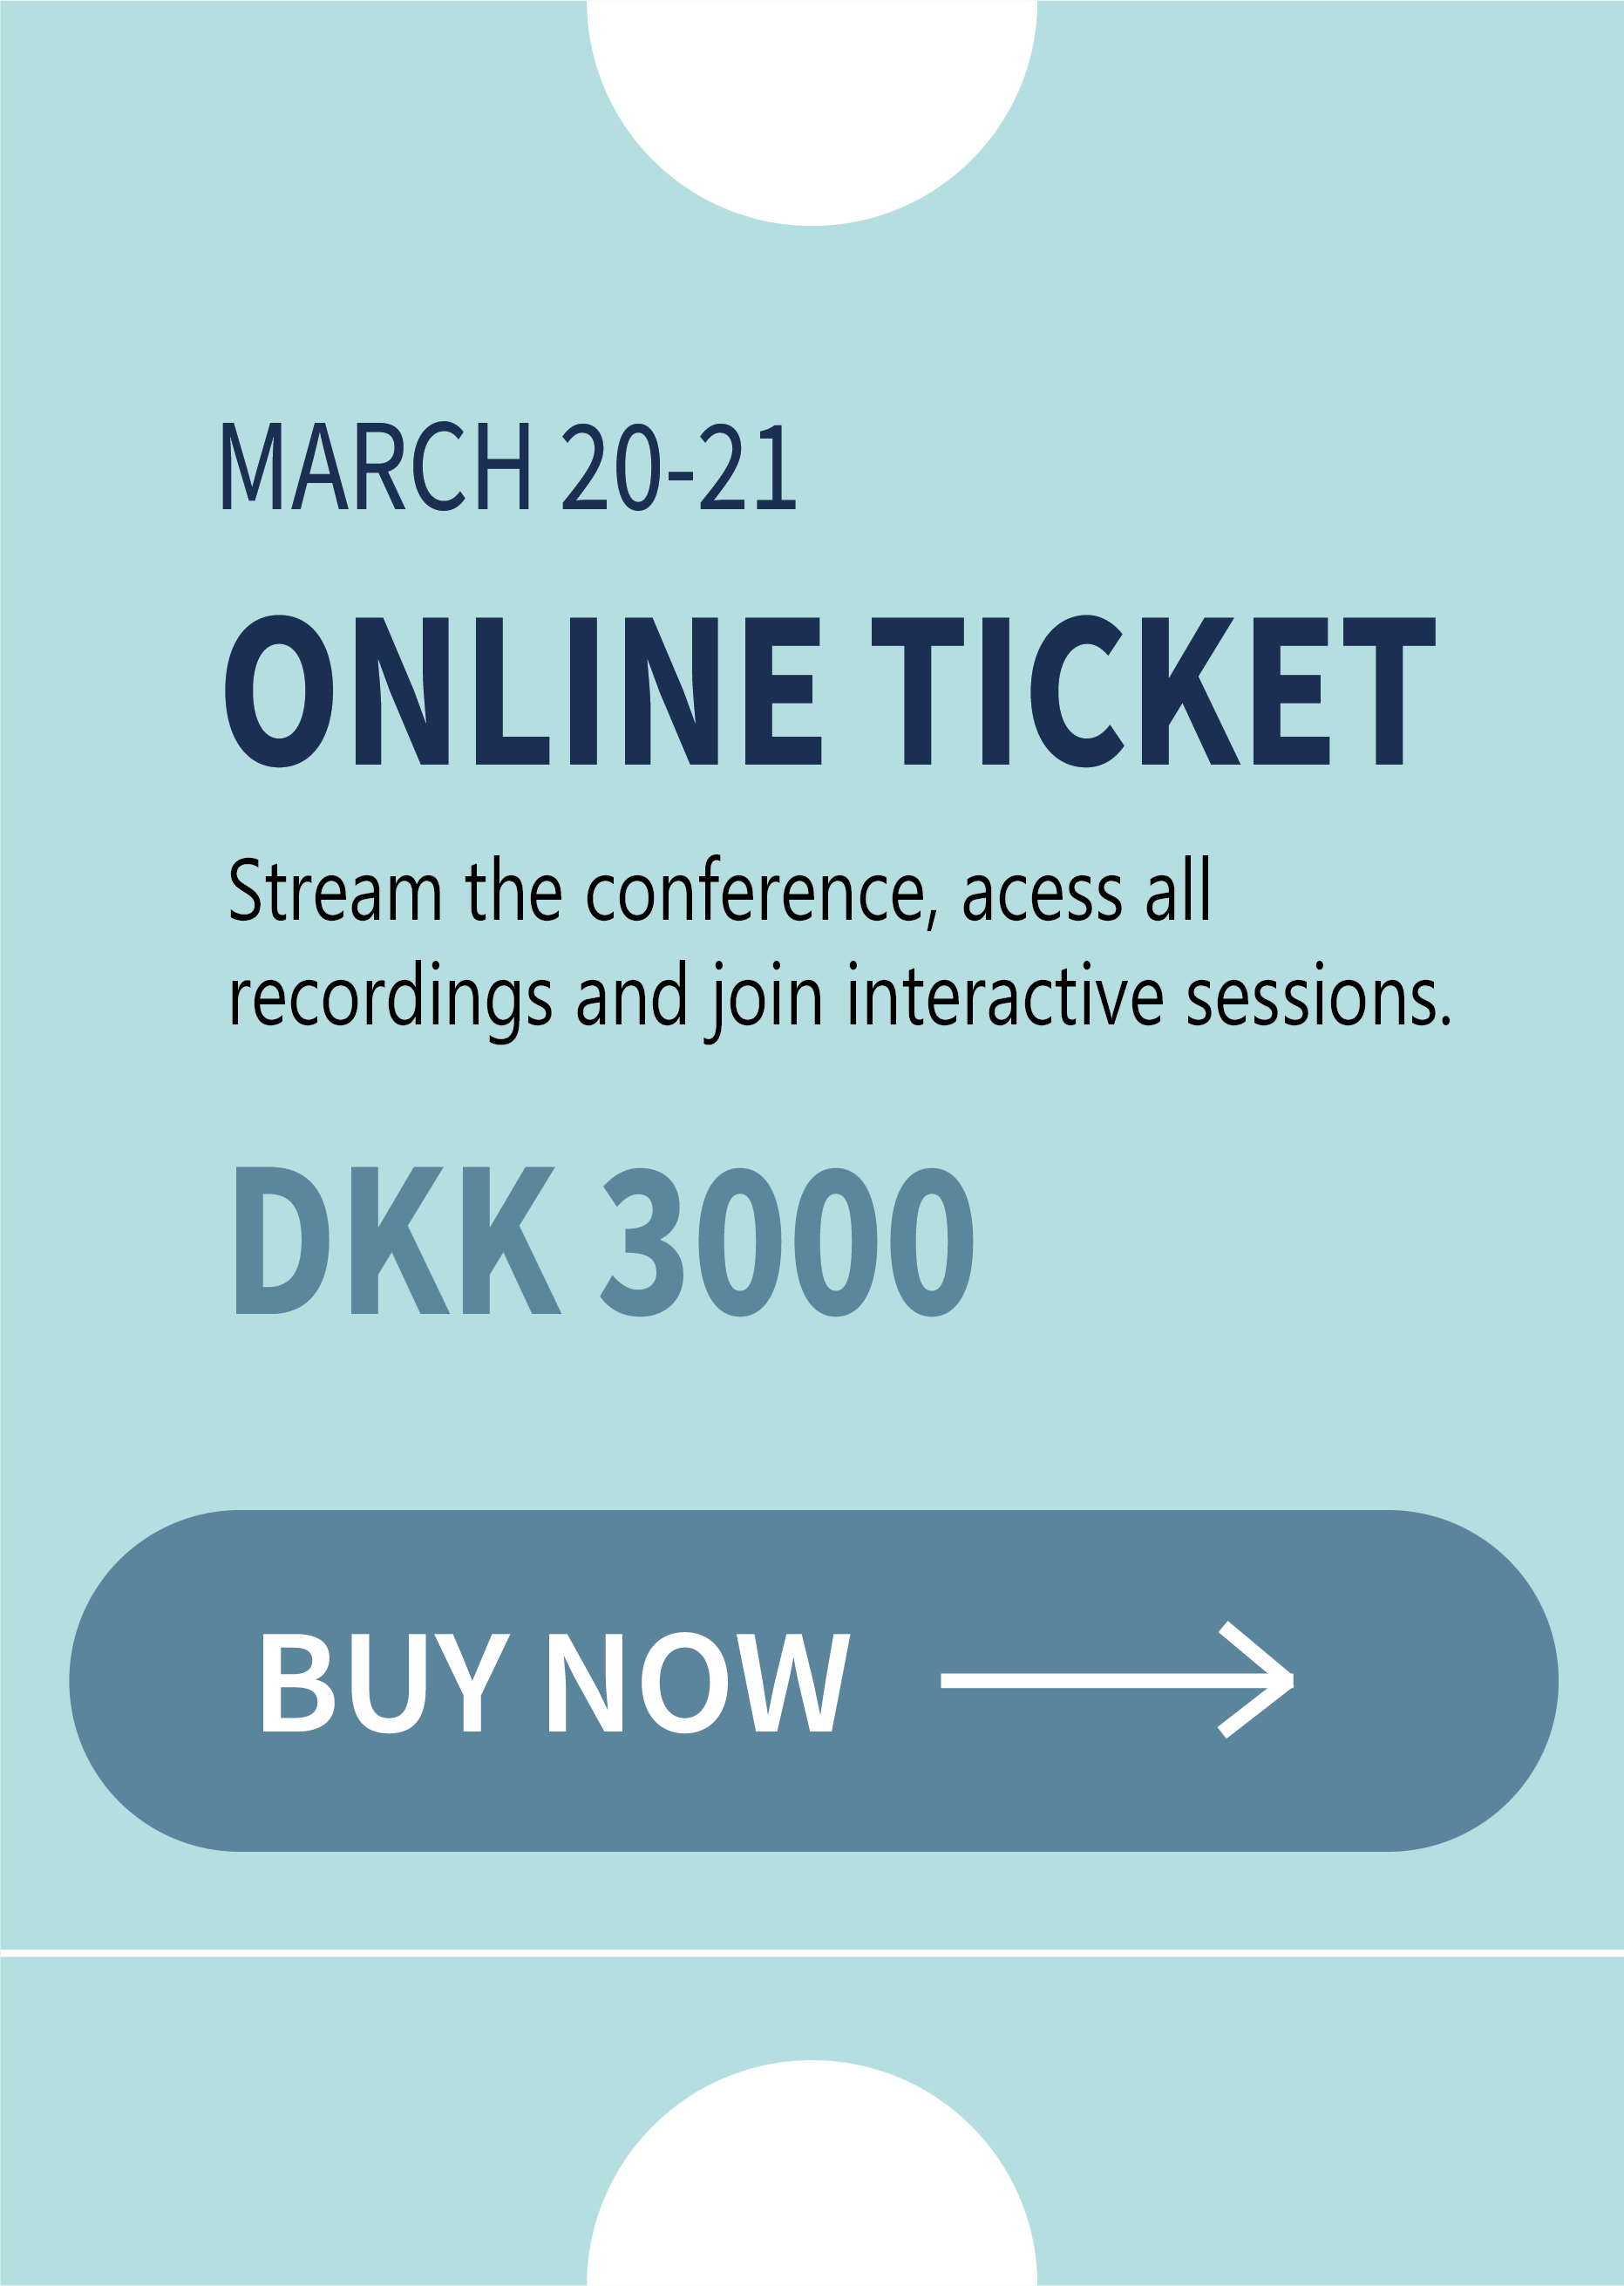 MARCH 20-21
ONLINE TICKET
Stream the conference, acess all
recordings and join interactive sessions.
DKK 3000
BUY NOW